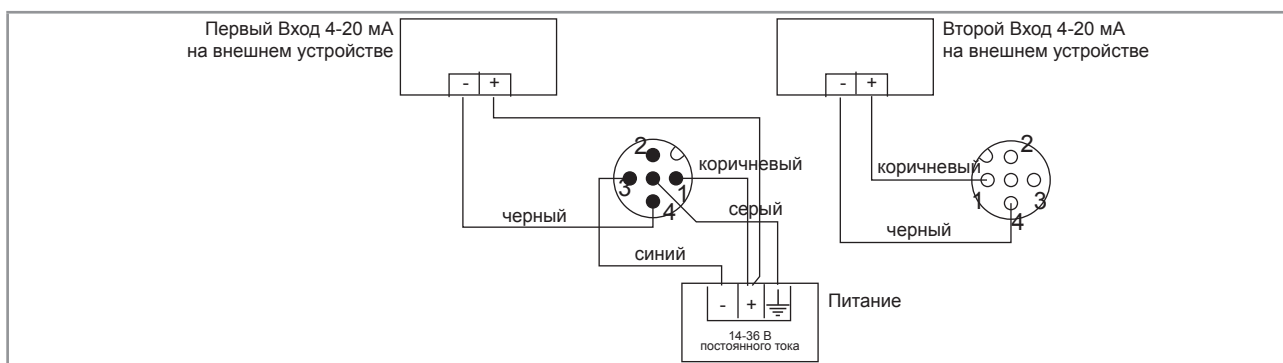 Первый Вход 4-20 мА
на внешнем устройстве
- +
Второй Вход 4-20 мА
на внешнем устройстве
- +
2
коричневый
3
1
4
серый
черный
синий
коричневый
2
1
3
4
черный
- +
Питание
14-36 В
постоянного тока